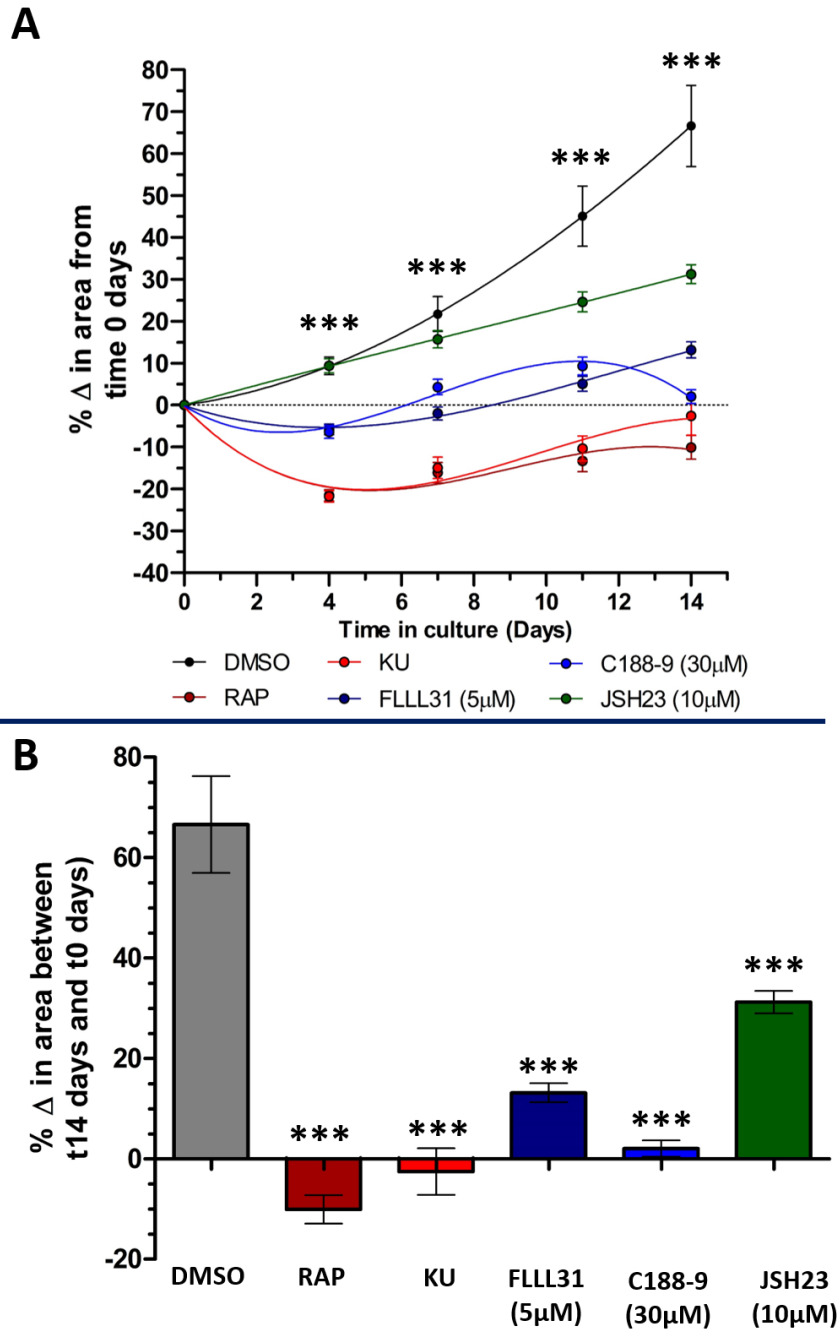 A
% Δ in area from
time 0 days
80
70
60
50
40
30
20
10
0
-10
-20
-30
-40
***
***
***
***
0
2
4
6
8
10
12
14
Time in culture (Days)
DMSO
KU
C188-9 (30μM)
RAP
FLLL31 (5μM)
JSH23 (10μM)
B
% Δ in area between
t14 days and t0 days)
80
60
40
20
0
-20
***
***
***
***
***
DMSO
RAP
KU
FLLL31
(5μM)
C188-9
(30μM)
JSH23
(10μM)